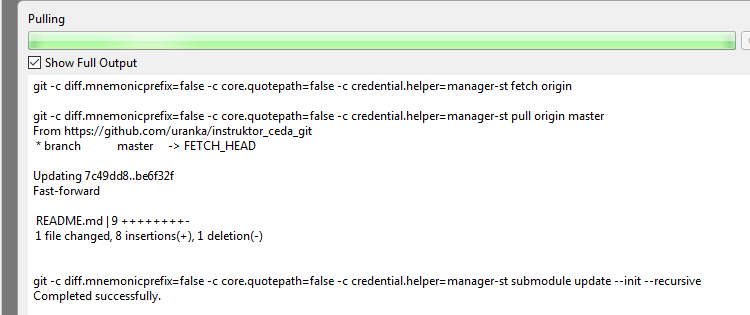 Pulling
Show Full Output
git -c diff.mnemonicprefix=false -c core.quotepath=false -c credential.helper=manager-st fetch origin
git -c diff.mnemonicprefix=false -c core.quotepath=false -c credential.helper=manager-st pull origin master
From https://github.com/uranka/instruktor_ceda_git
* branch master -> FETCH_HEAD
Updating 7c49dd8..be6f32f
Fast-forward
README.md | 9 ++++++++-
1 file changed, 8 insertions(+), 1 deletion(-)
git -c diff.mnemonicprefix=false -c core.quotepath=false -c credential.helper=manager-st submodule update --init --recursive
Completed successfully.